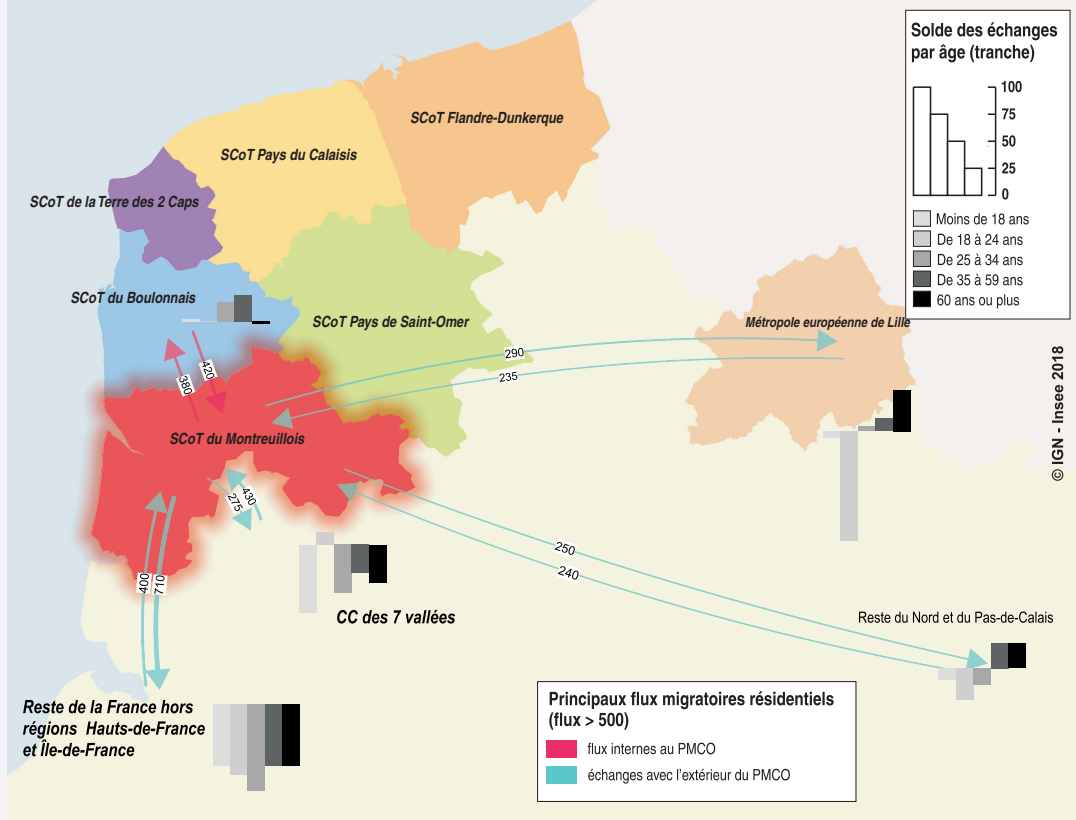 Solde des échanges
par âge (tranche)
100
75
50
25
0
Moins de 18 ans
De 18 à 24 ans
De 25 à 34 ans
De 35 à 59 ans
60 ans ou plus
SCoT Flandre-Dunkerque
SCoT Pays du Calaisis
SCoT de la Terre des 2 Caps
SCoT du Boulonnais
SCoT Pays de Saint-Omer
Métropole européenne de Lille
290
235
380
420
SCoT du Montreuillois
430
275
400
710
250
240
CC des 7 vallées
Reste du Nord et du Pas-de-Calais
Reste de la France hors
régions Hauts-de-France
et Île-de-France
Principaux flux migratoires résidentiels
(flux > 500)
flux internes au PMCO
échanges avec l'extérieur du PMCO
© IGN - Insee 2018